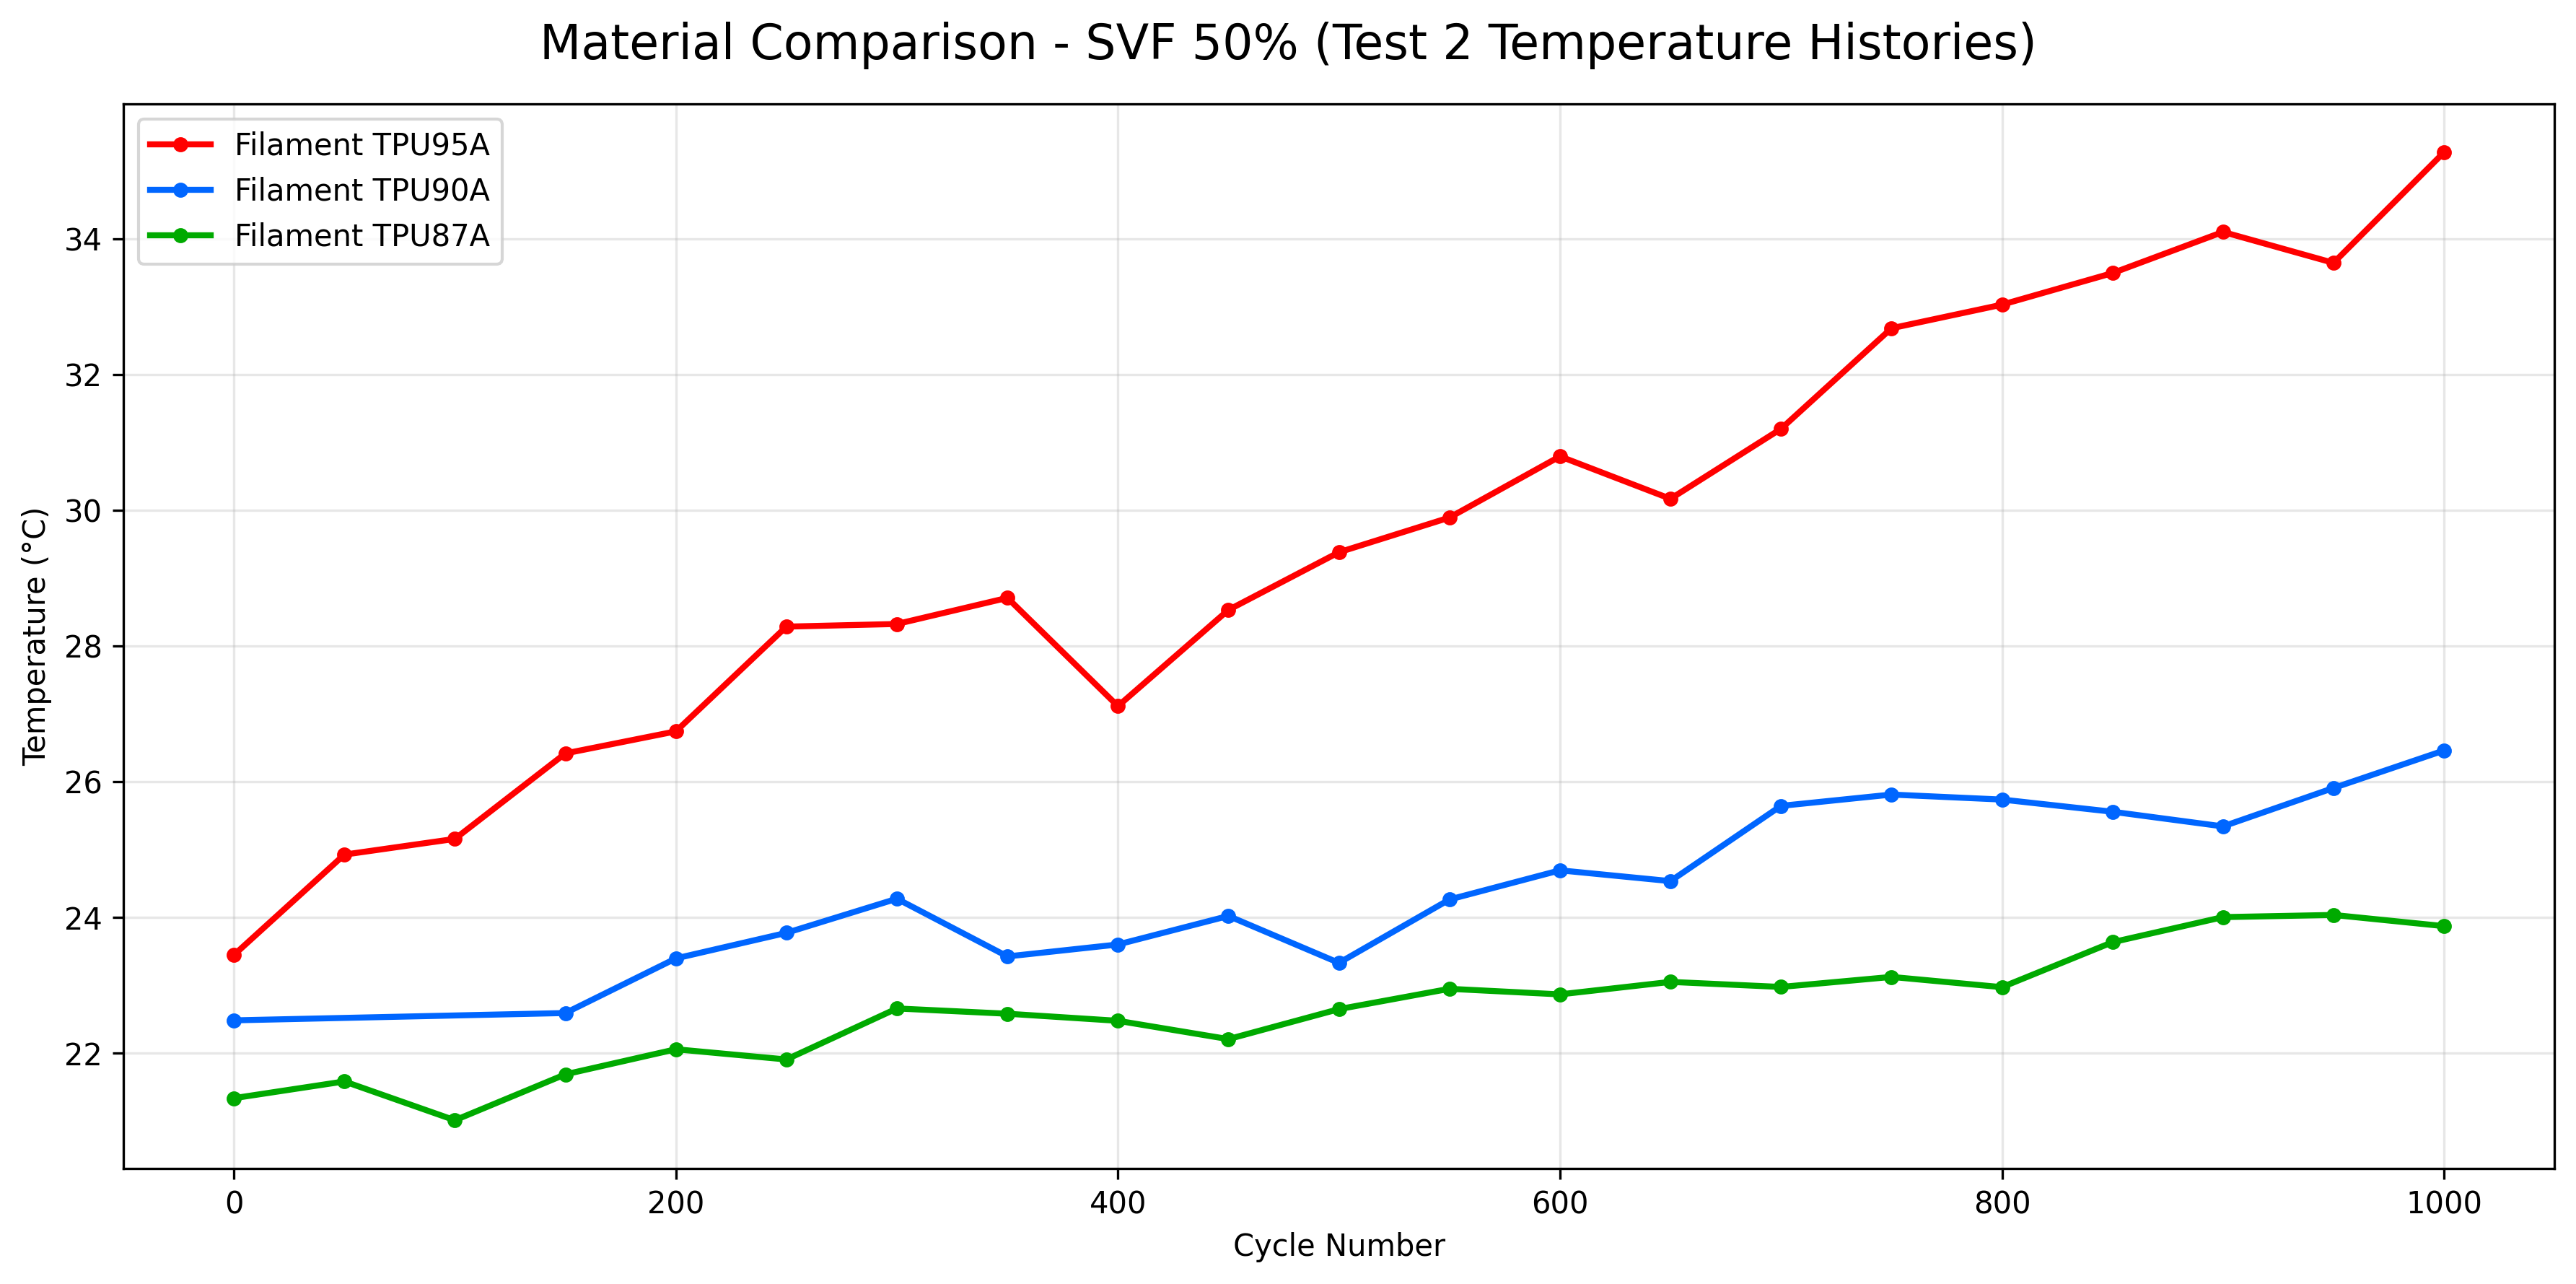 Material Comparison - SVF 50% (Test 2 Temperature Histories)
Filament TPU95A
Filament TPU90A
Filament TPU87A
Temperature (°C)
34
32
30
28
26
24
22
0 200 400 600 800 1000
Cycle Number